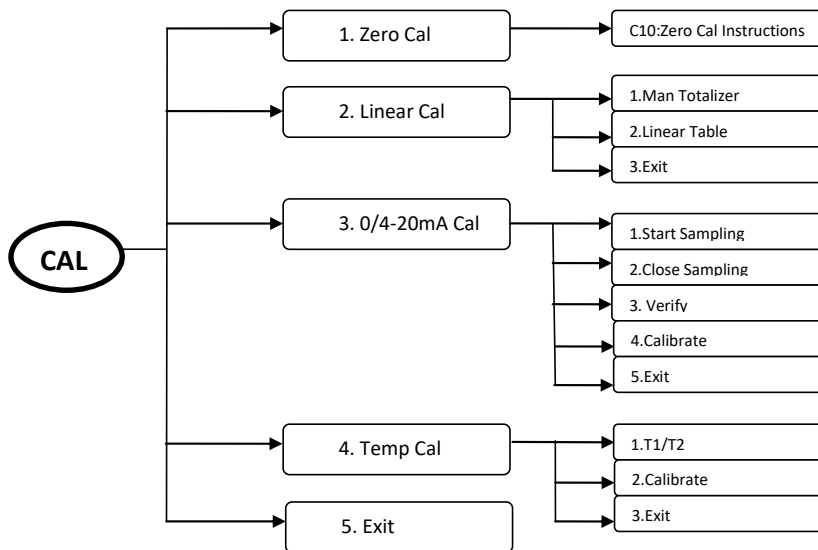 1. Zero Cal
C10:Zero Cal Instructions
2. Linear Cal
1.Man Totalizer
2.Linear Table
3.Exit
CAL
3. 0/4-20mA Cal
1.Start Sampling
2.Close Sampling
3. Verify
4.Calibrate
5.Exit
4. Temp Cal
1.T1/T2
2.Calibrate
3.Exit
5. Exit